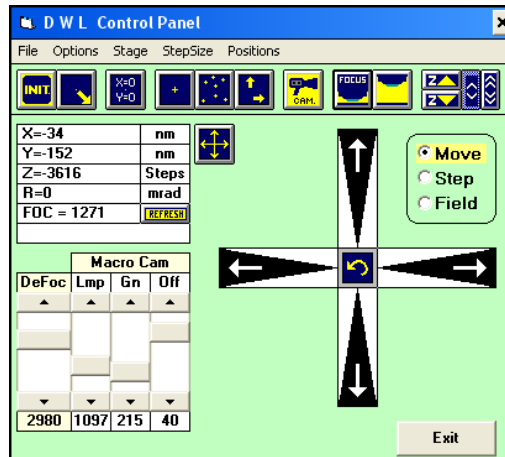 D W L Control Panel
File Options Stage StepSize Positions
INIT. X=0 Y=0 CAM. FOCUS Z Z
X=-34 nm
Y=-152 nm
Z=-3616 Steps
R=0 mrad
FOC = 1271 REFRESH
Move
Step
Field
Macro Cam
DeFoc Lmp Gn Off
2980 1097 215 40
Exit